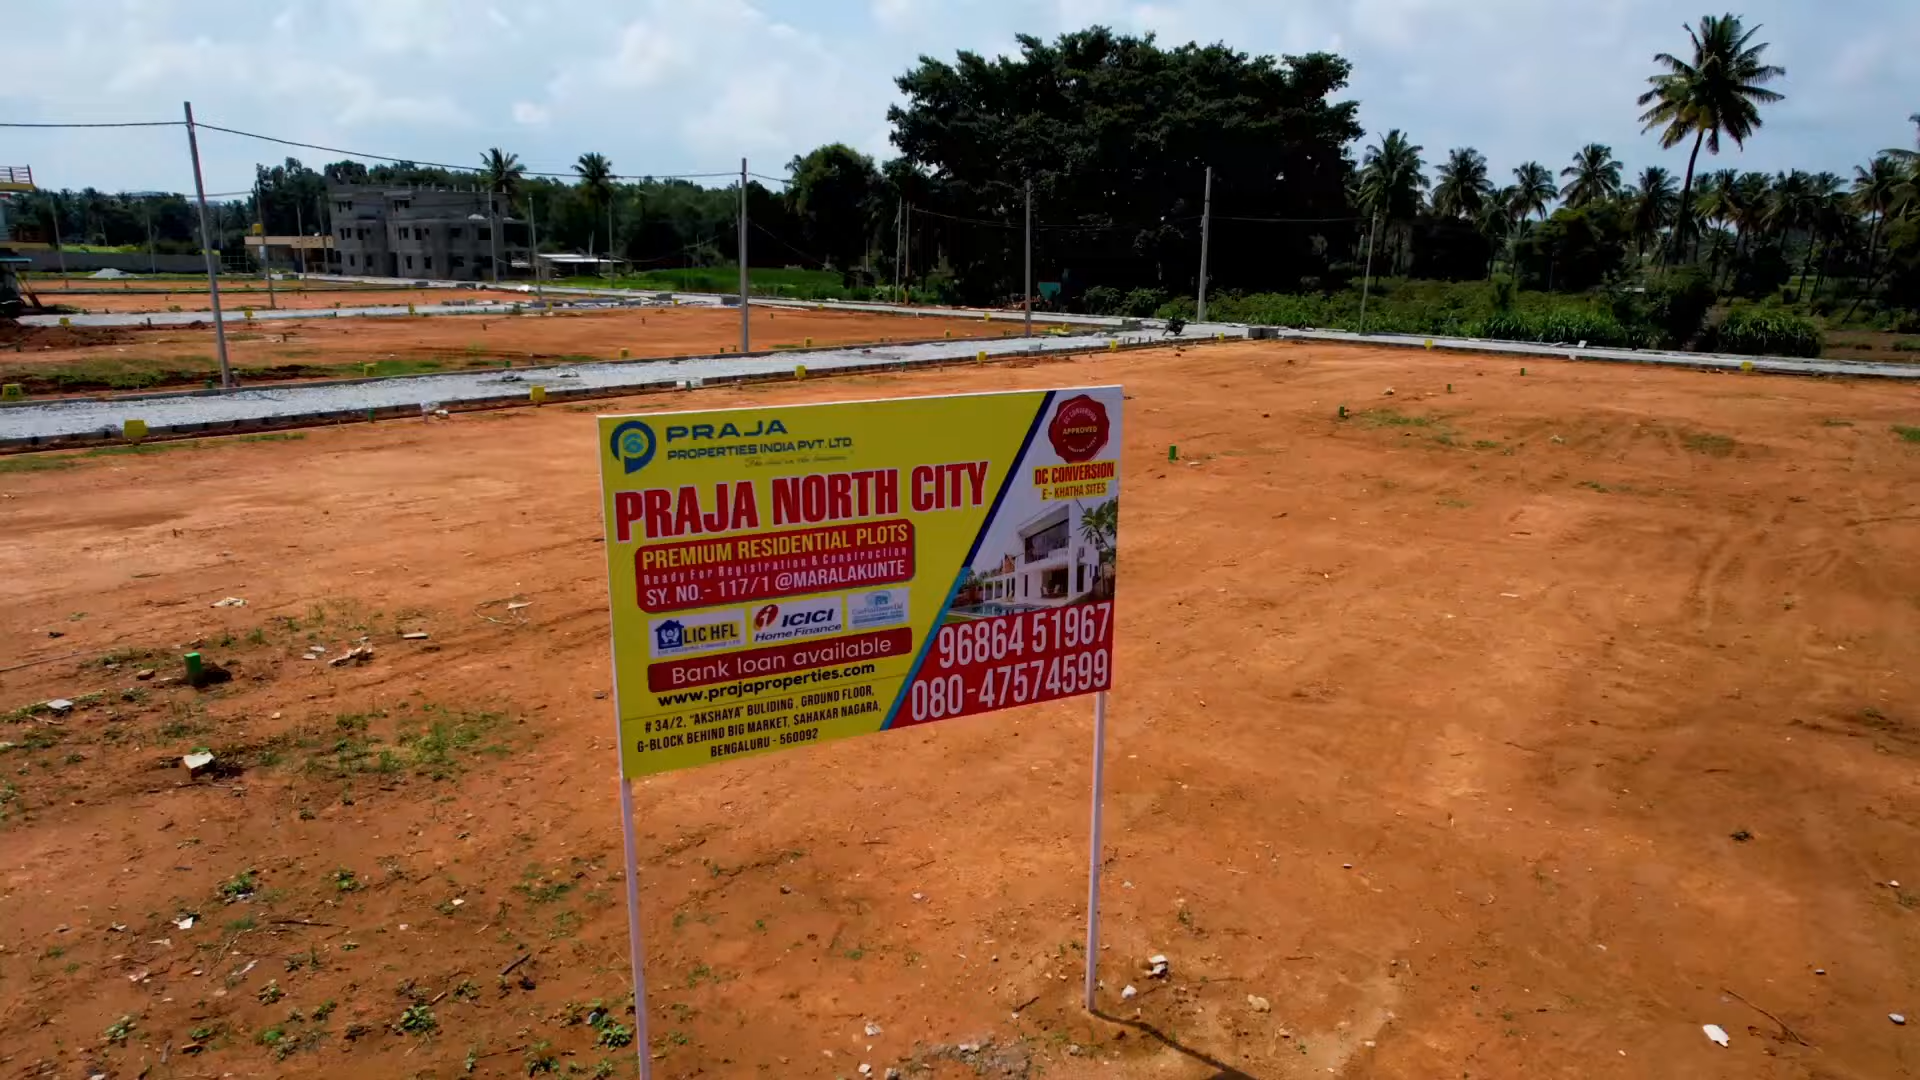 PRAJA
PROPERTIES INDIA PVT. LTD.
PRAJA NORTH CITY
PREMIUM RESIDENTIAL PLOTS
Ready For Registration & Construction
SY. NO.- 117/1 @MARALAKUNTE
LIC HFL
ICICI
Home Finance
Bank loan available
www.prajaproperties.com
# 34/2, "AKSHAYA" BULIDING , GROUND FLOOR,
G-BLOCK BEHIND BIG MARKET, SAHAKAR NAGARA,
BENGALURU - 560092
APPROVED
DC CONVERSION
E - KHATHA SITES
96864 51967
080-47574599